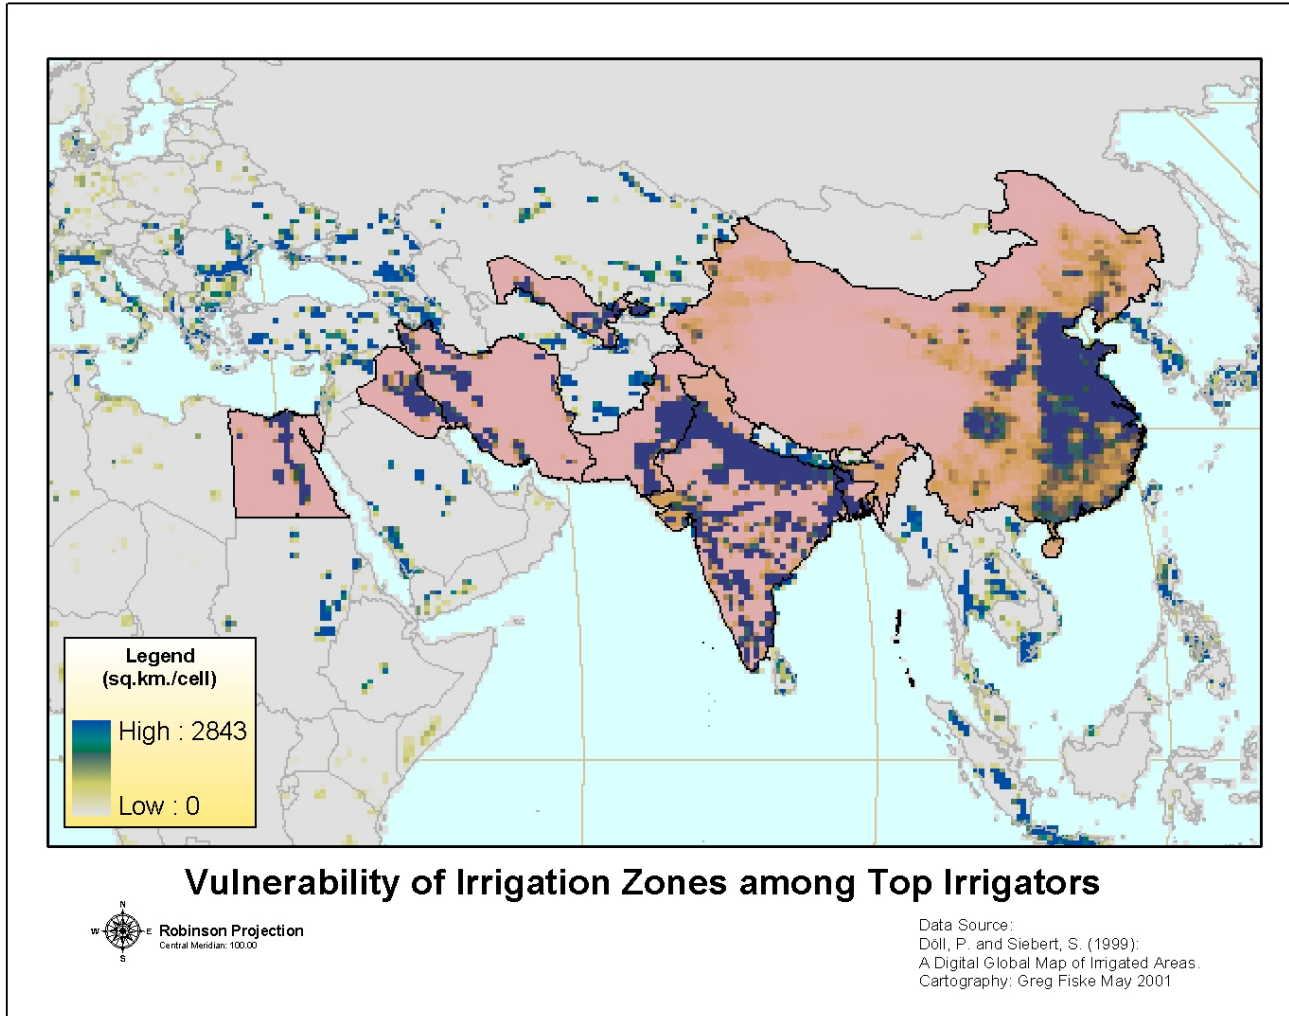 Legend
(sq.km./cell)
High : 2843
Low : 0
Vulnerability of Irrigation Zones among Top Irrigators
N
W
E
S
Robinson Projection
Central Meridian: 100.00
Data Source:
Döll, P. and Siebert, S. (1999):
A Digital Global Map of Irrigated Areas.
Cartography: Greg Fiske May 2001